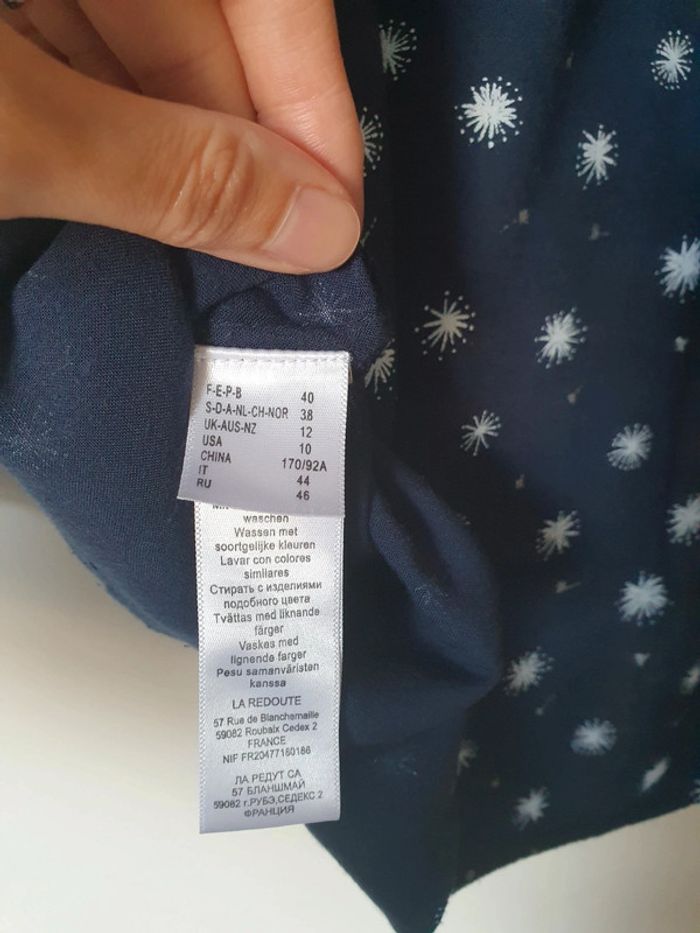 F-E-P-B 40
S-D-A-NL-CH-NOR 38
UK-AUS-NZ 12
USA 10
CHINA 170/92A
IT 44
RU 46
waschen
Wassen met
soortgelijke kleuren
Lavar con colores
similares
Стирать с изделиями
подобного цвета
Tvättas med liknande
färger
Vaskes med
lignende farger
Pesu samanväristen
kanssa
LA REDOUTE
57 Rue de Blanchemaille
59082 Roubaix Cedex 2
FRANCE
NIF FR20477180186
ЛА РЕДУТ СА
57 БЛАНШМАЙ
59082 г.РУБЭ,СЕДЕКС 2
ФРАНЦИЯ